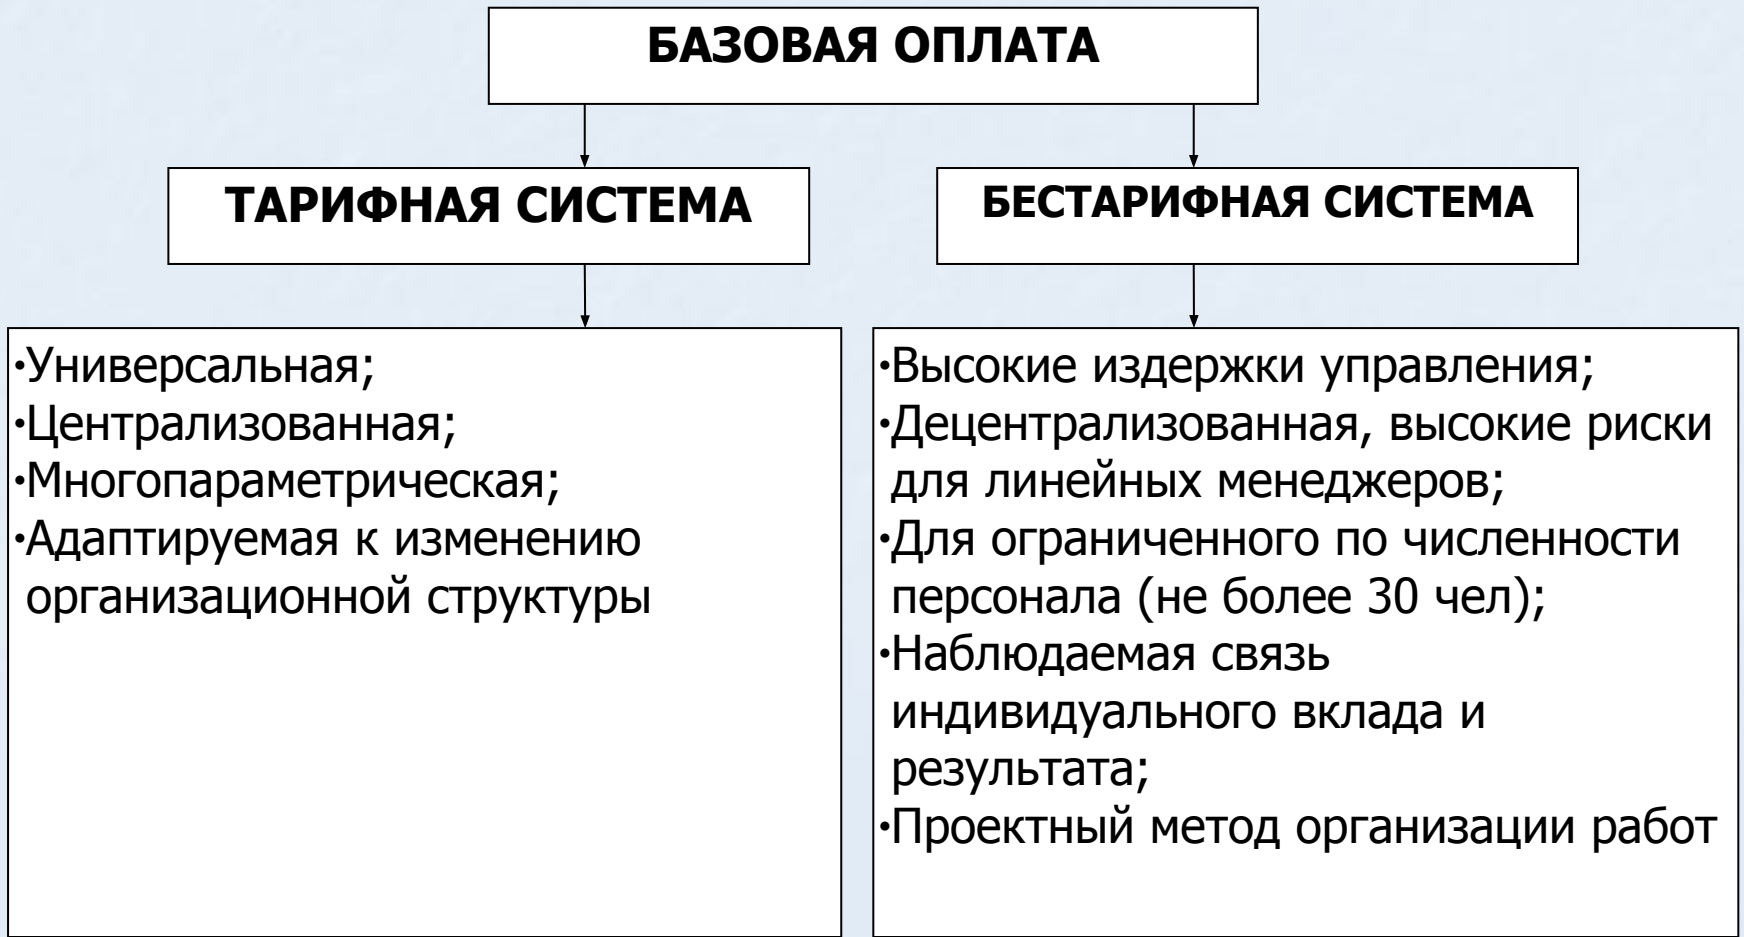 БАЗОВАЯ ОПЛАТА
ТАРИФНАЯ СИСТЕМА
БЕСТАРИФНАЯ СИСТЕМА
•Универсальная;
•Централизованная;
•Многопараметрическая;
•Адаптируемая к изменению
организационной структуры
•Высокие издержки управления;
•Децентрализованная, высокие риски
для линейных менеджеров;
•Для ограниченного по численности
персонала (не более 30 чел);
•Наблюдаемая связь
индивидуального вклада и
результата;
•Проектный метод организации работ